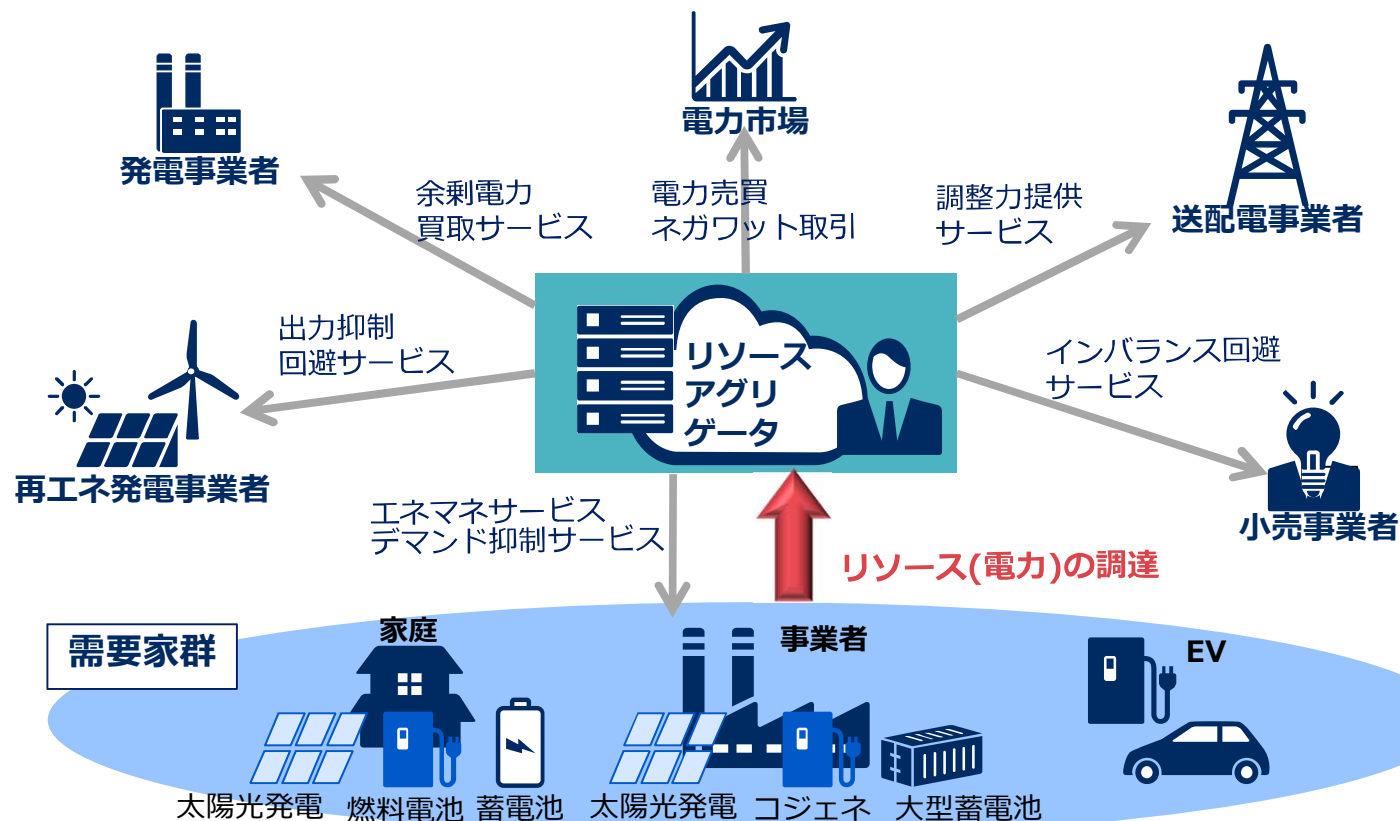 電力市場
発電事業者
余剰電力
買取サービス
電力売買
ネガワット取引
調整力提供
サービス
送配電事業者
出力抑制
回避サービス
リソース
アグリ
ゲータ
インバランス回避
サービス
再エネ発電事業者
小売事業者
エネマネサービス
デマンド抑制サービス
リソース(電力)の調達
需要家群
家庭
事業者
EV
太陽光発電
燃料電池
蓄電池
太陽光発電
コジェネ
大型蓄電池